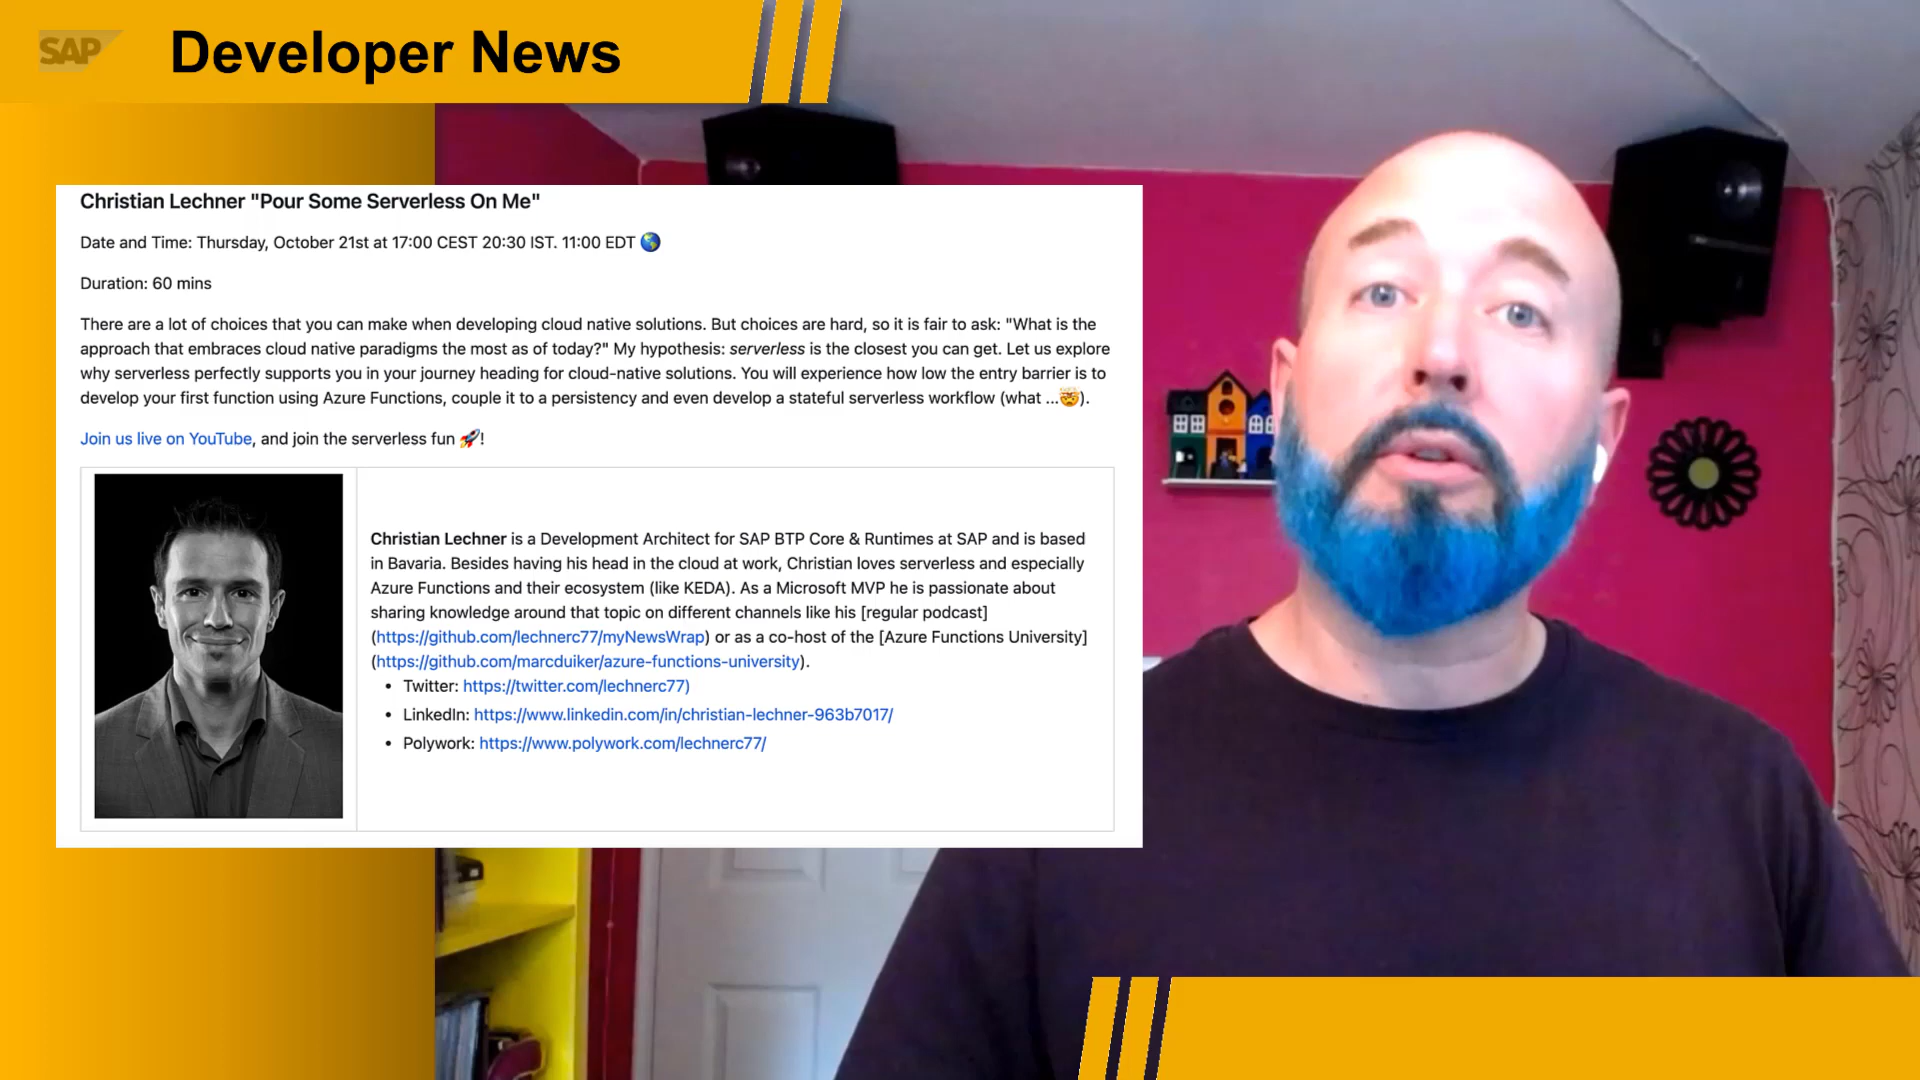 SAP
Developer News
Christian Lechner "Pour Some Serverless On Me"
Date and Time: Thursday, October 21st at 17:00 CEST 20:30 IST. 11:00 EDT 🌎
Duration: 60 mins
There are a lot of choices that you can make when developing cloud native solutions. But choices are hard, so it is fair to ask: "What is the
approach that embraces cloud native paradigms the most as of today?" My hypothesis: serverless is the closest you can get. Let us explore
why serverless perfectly supports you in your journey heading for cloud-native solutions. You will experience how low the entry barrier is to
develop your first function using Azure Functions, couple it to a persistency and even develop a stateful serverless workflow (what ...🤯).
Join us live on YouTube, and join the serverless fun 🚀!
Christian Lechner is a Development Architect for SAP BTP Core & Runtimes at SAP and is based
in Bavaria. Besides having his head in the cloud at work, Christian loves serverless and especially
Azure Functions and their ecosystem (like KEDA). As a Microsoft MVP he is passionate about
sharing knowledge around that topic on different channels like his [regular podcast]
(https://github.com/lechnerc77/myNewsWrap) or as a co-host of the [Azure Functions University]
(https://github.com/marcduiker/azure-functions-university).
• Twitter: https://twitter.com/lechnerc77)
• LinkedIn: https://www.linkedin.com/in/christian-lechner-963b7017/
• Polywork: https://www.polywork.com/lechnerc77/